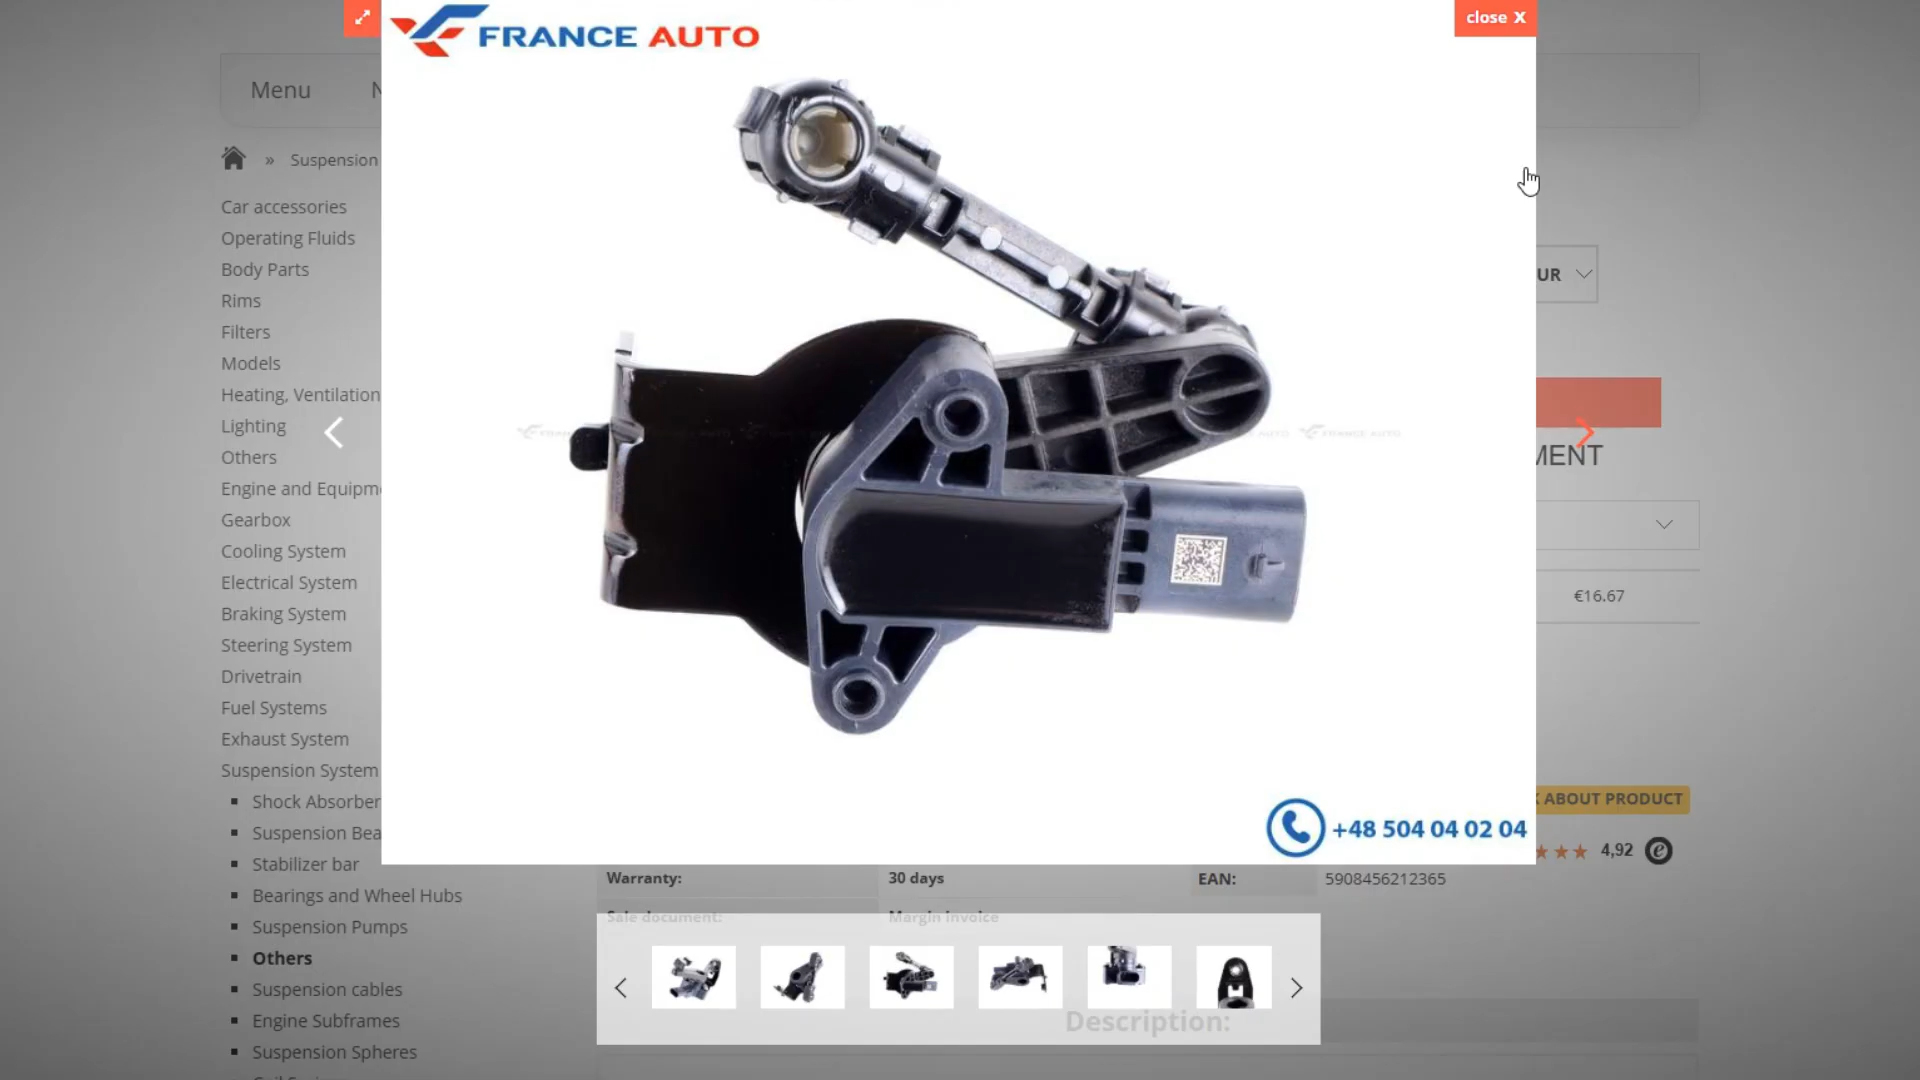 FRANCE AUTO
close X
Menu
N
» Suspension
Car accessories
Operating Fluids
Body Parts
Rims
Filters
Models
Heating, Ventilation
Lighting
Others
Engine and Equipm
Gearbox
Cooling System
Electrical System
Braking System
Steering System
Drivetrain
Fuel Systems
Exhaust System
Suspension System
Shock Absorber
Suspension Bea
Stabilizer bar
Bearings and Wheel Hubs
Suspension Pumps
Others
Suspension cables
Engine Subframes
Suspension Spheres
UR
MENT
€16.67
ABOUT PRODUCT
4,92
FRANCE AUTO
+48 504 04 02 04
Warranty: 30 days EAN: 5908456212365
Sale document: Margin invoice
Description: